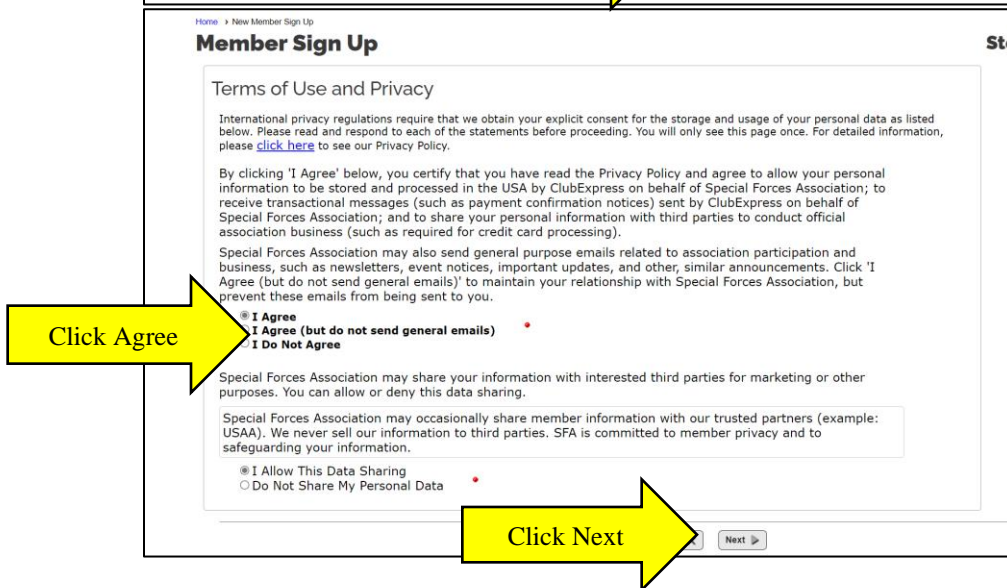 Home › New Member Sign Up
Member Sign Up
Terms of Use and Privacy
International privacy regulations require that we obtain your explicit consent for the storage and usage of your personal data as listed
below. Please read and respond to each of the statements before proceeding. You will only see this page once. For detailed information,
please click here to see our Privacy Policy.
By clicking 'I Agree' below, you certify that you have read the Privacy Policy and agree to allow your personal
information to be stored and processed in the USA by ClubExpress on behalf of Special Forces Association; to
receive transactional messages (such as payment confirmation notices) sent by ClubExpress on behalf of
Special Forces Association; and to share your personal information with third parties to conduct official
association business (such as required for credit card processing).
Special Forces Association may also send general purpose emails related to association participation and
business, such as newsletters, event notices, important updates, and other, similar announcements. Click 'I
Agree (but do not send general emails)' to maintain your relationship with Special Forces Association, but
prevent these emails from being sent to you.
I Agree
Click Agree
I Agree (but do not send general emails)
I Do Not Agree
Special Forces Association may share your information with interested third parties for marketing or other
purposes. You can allow or deny this data sharing.
Special Forces Association may occasionally share member information with our trusted partners (example:
USAA). We never sell our information to third parties. SFA is committed to member privacy and to
safeguarding your information.
I Allow This Data Sharing
Do Not Share My Personal Data
Click Next
Next